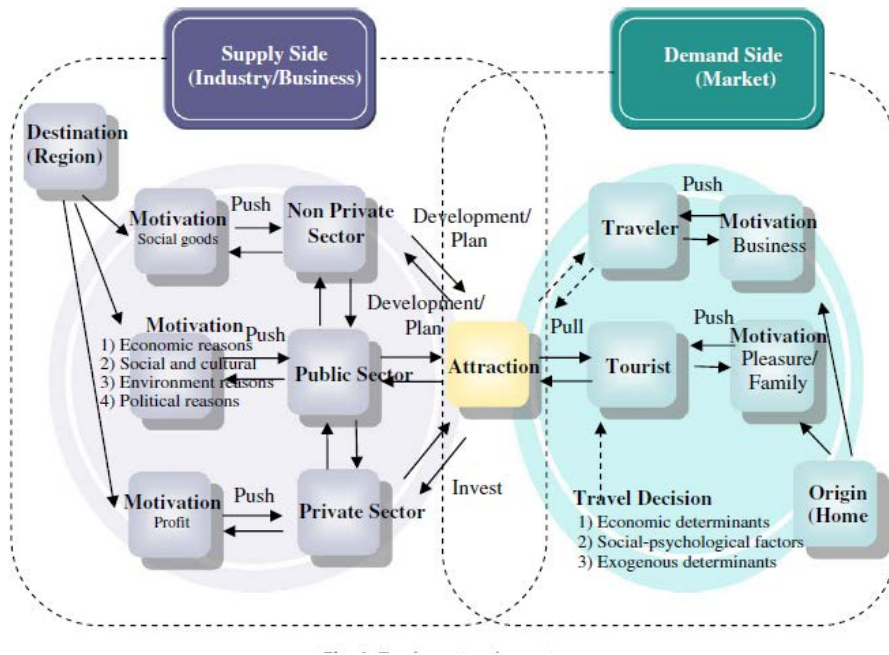 Supply Side
(Industry/Business)
Demand Side
(Market)
Destination
(Region)
Motivation
Social goods
Push
Non Private
Sector
Development/
Plan
Traveler
Push
Motivation
Business
Motivation
1) Economic reasons
2) Social and cultural
3) Environment reasons
4) Political reasons
Push
Public Sector
Development/
Plan
Attraction
Pull
Tourist
Push
Motivation
Pleasure/
Family
Motivation
Profit
Push
Private Sector
Invest
Travel Decision
1) Economic determinants
2) Social-psychological factors
3) Exogenous determinants
Origin
(Home